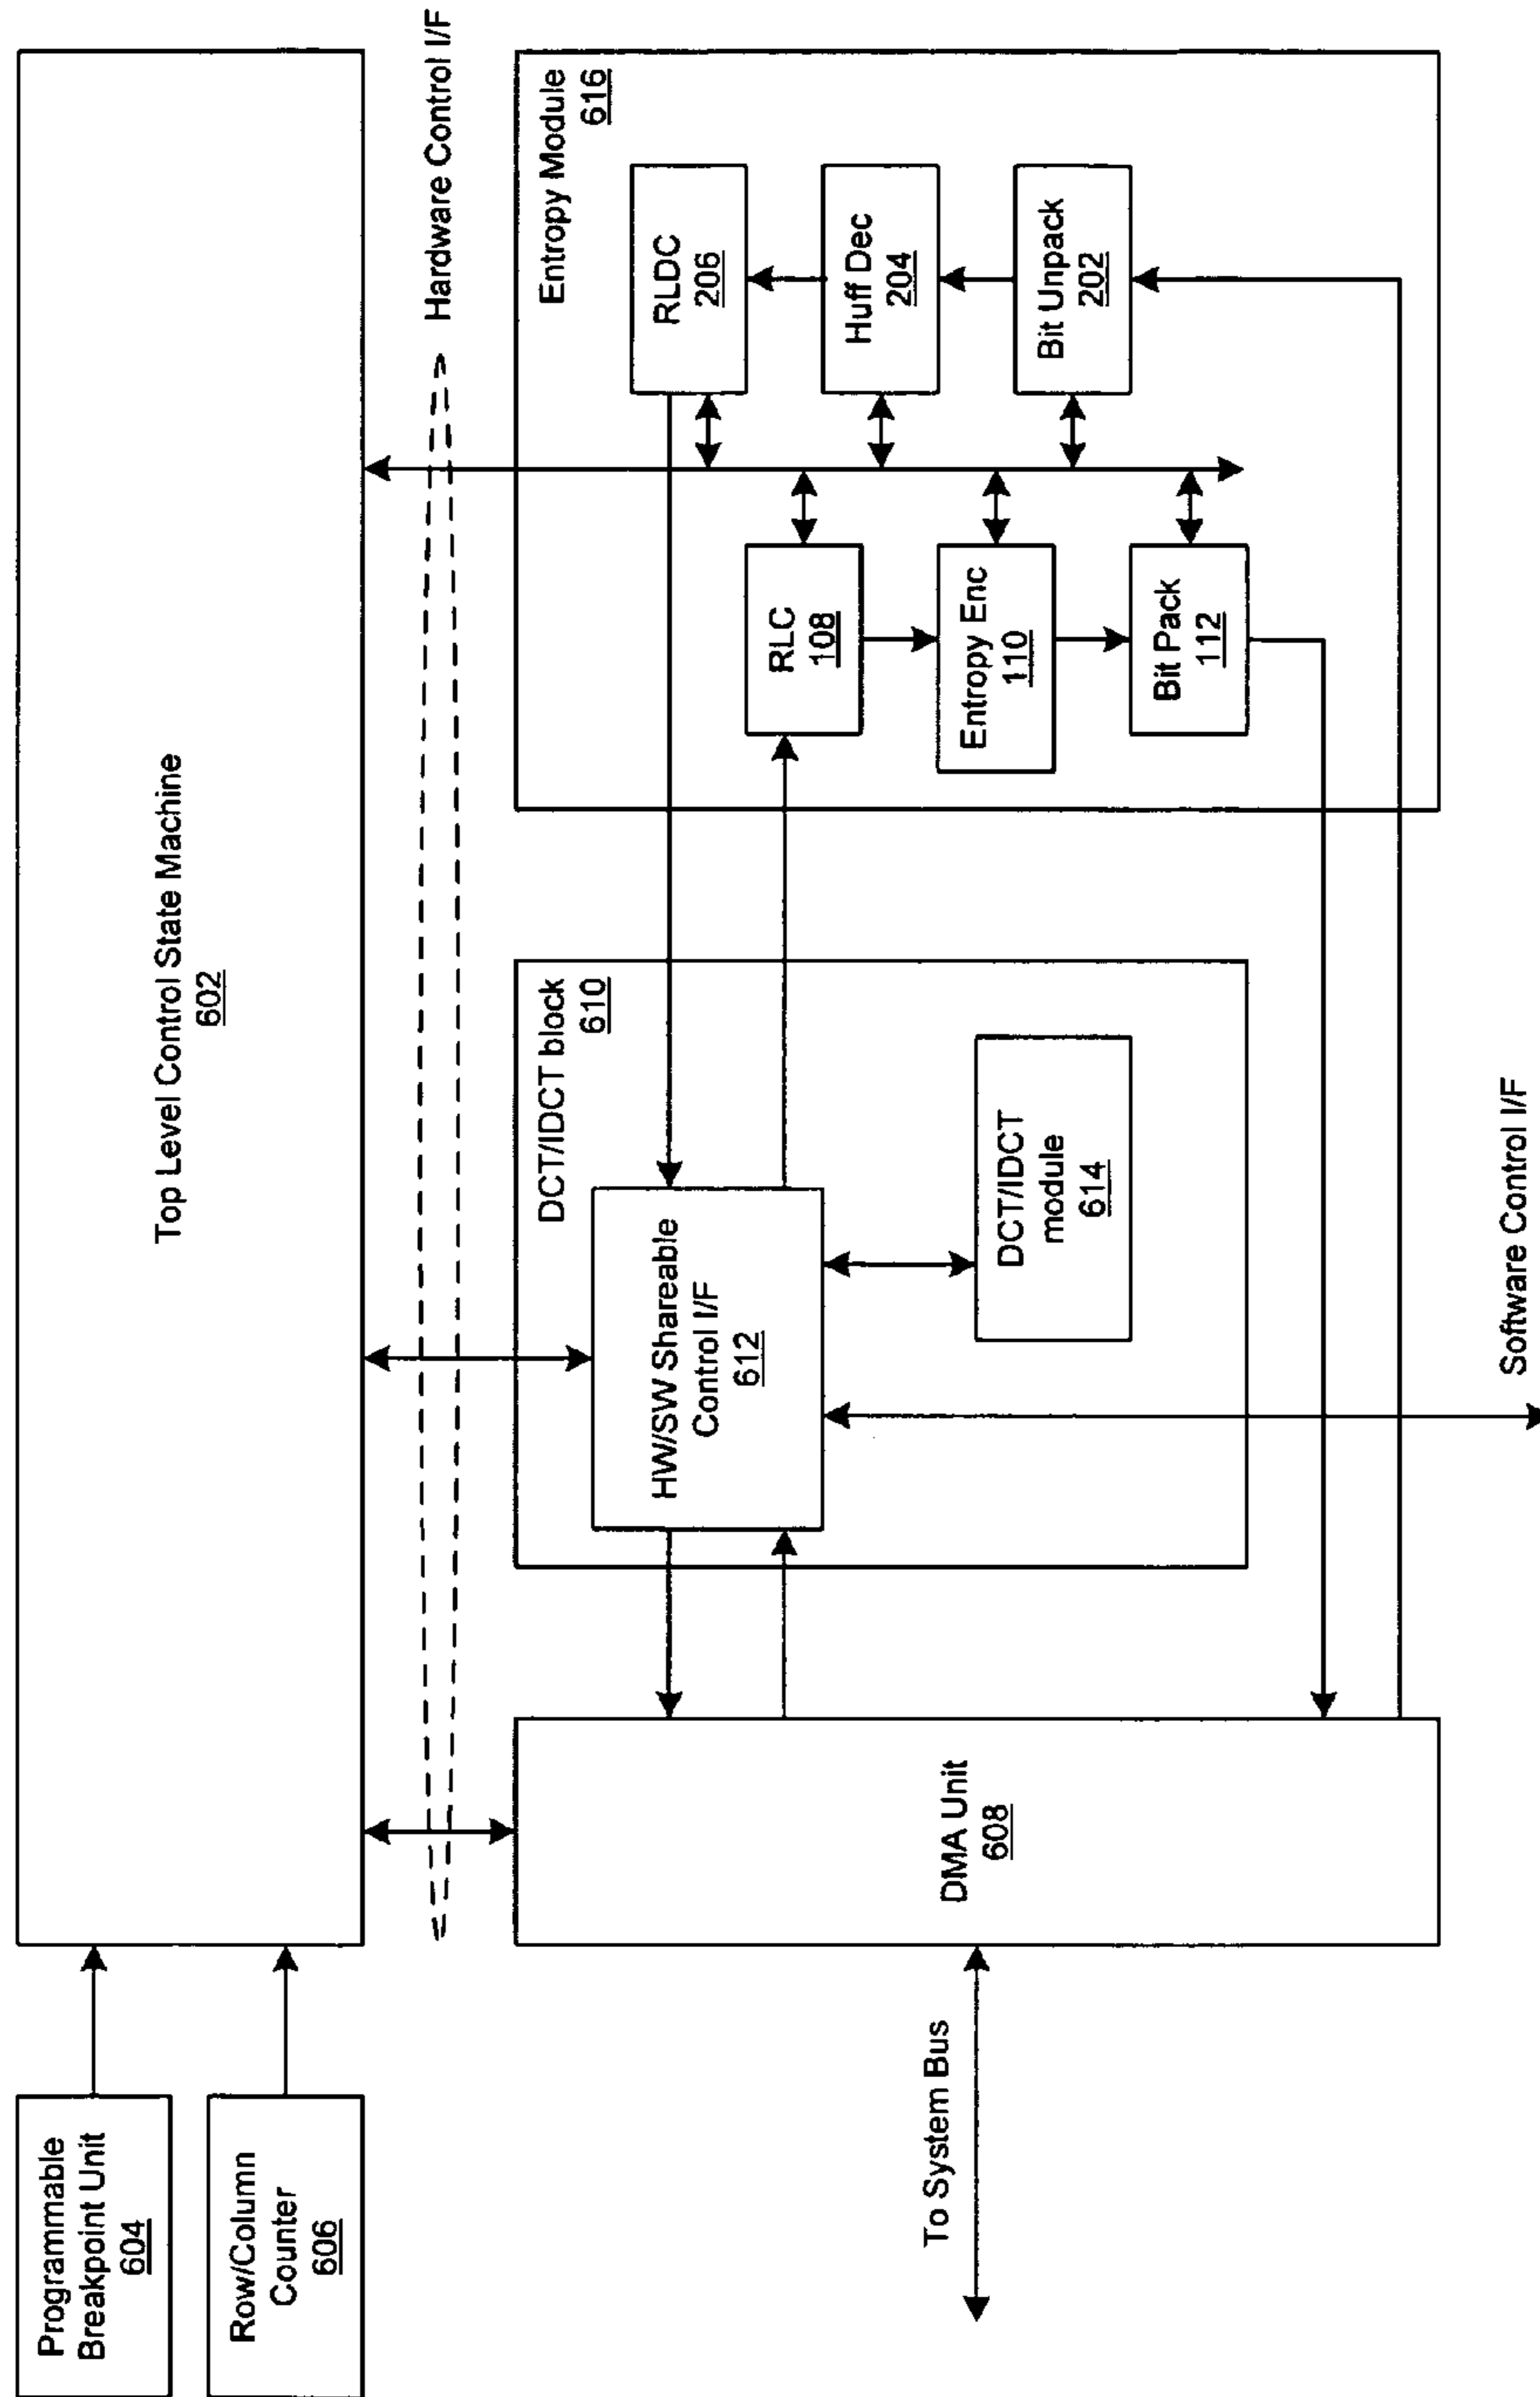 Programmable
Breakpoint Unit
604
Row/Column
Counter
606
Top Level Control State Machine
602
Hardware Control I/F
To System Bus
DMA Unit
608
DCT/IDCT block
610
HW/SW Shareable
Control I/F
612
DCT/IDCT
module
614
Software Control I/F
Entropy Module
616
RLC
108
Entropy Enc
110
Bit Pack
112
RLDC
206
Huff Dec
204
Bit Unpack
202